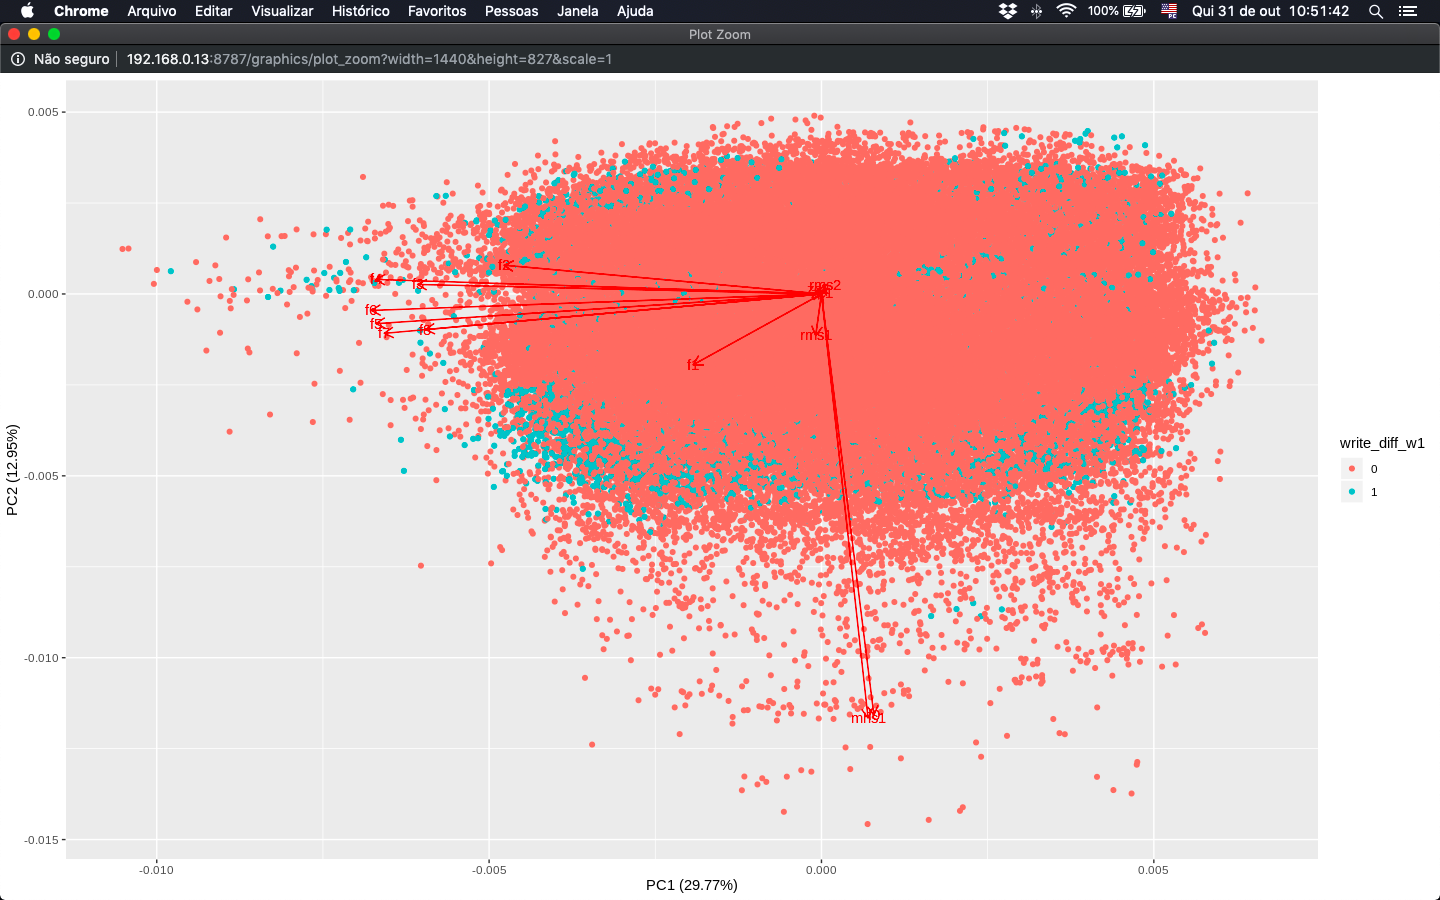 Chrome Arquivo Editar Visualizar Histórico Favoritos Pessoas Janela Ajuda 100% Qui 31 de out 10:51:42
Plot Zoom
Não seguro 192.168.0.13:8787/graphics/plot_zoom?width=1440&height=827&scale=1
0.005
0.000
-0.005
-0.010
-0.015
PC2 (12.95%)
f2
f4
f3
f6
f5
f7
f8
f1
rms2
rms1
mns1
-0.010 -0.005 0.000 0.005
PC1 (29.77%)
write_diff_w1
0
1